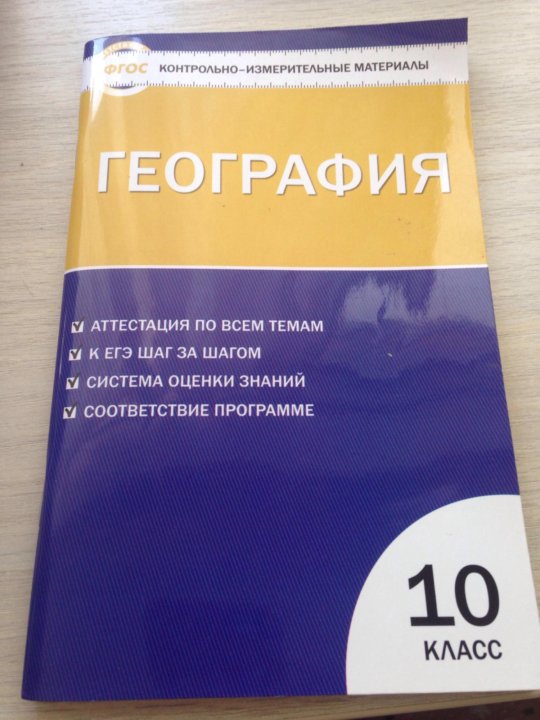 ФГОС
КОНТРОЛЬНО-ИЗМЕРИТЕЛЬНЫЕ МАТЕРИАЛЫ
ГЕОГРАФИЯ
АТТЕСТАЦИЯ ПО ВСЕМ ТЕМАМ
К ЕГЭ ШАГ ЗА ШАГОМ
СИСТЕМА ОЦЕНКИ ЗНАНИЙ
СООТВЕТСТВИЕ ПРОГРАММЕ
10
КЛАСС